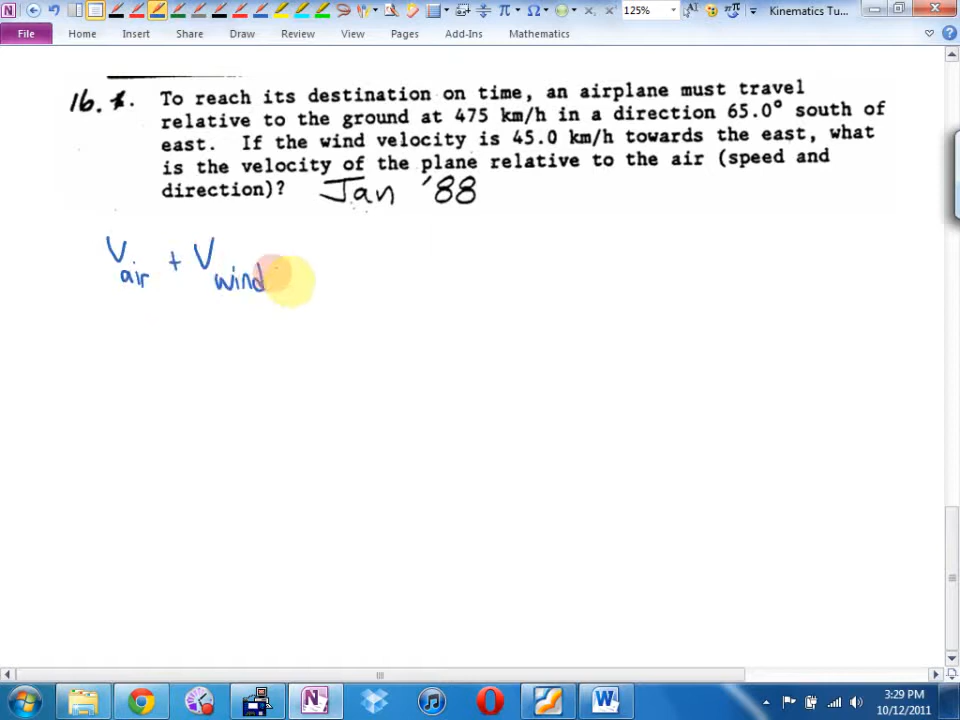 125%
Kinematics Tu...
File Home Insert Share Draw Review View Pages Add-Ins Mathematics
16. 1. To reach its destination on time, an airplane must travel
relative to the ground at 475 km/h in a direction 65.0° south of
east. If the wind velocity is 45.0 km/h towards the east, what
is the velocity of the plane relative to the air (speed and
direction)? Jan '88
V air + V wind
3:29 PM
10/12/2011